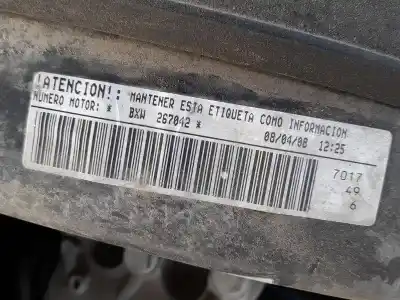 !ATENCION!: MANTENER ESTA ETIQUETA COMO INFORMACION
NUMERO MOTOR: * BXW 267042 * 08/04/08 12:25
7017
49
6